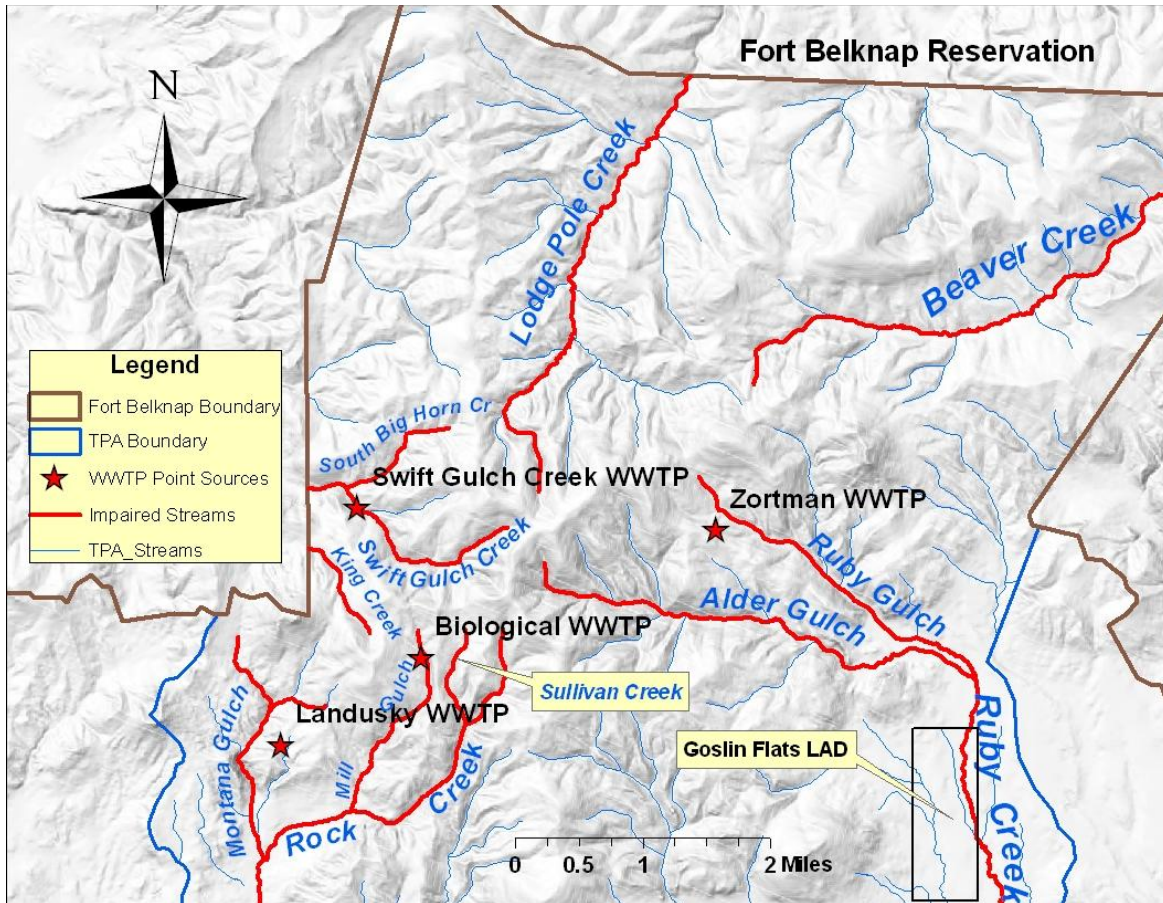 Fort Belknap Reservation
N
Lodge Pole Creek
Beaver Creek
Legend
Fort Belknap Boundary
TPA Boundary
WWTP Point Sources
Impaired Streams
TPA_Streams
South Big Horn Cr
Swift Gulch Creek WWTP
Zortman WWTP
Swift Gulch Creek
King Creek
Ruby Gulch
Alder Gulch
Biological WWTP
Sullivan Creek
Mill Gulch
Landusky WWTP
Montana Gulch
Rock Creek
Goslin Flats LAD
Ruby Creek
0 0.5 1 2 Miles